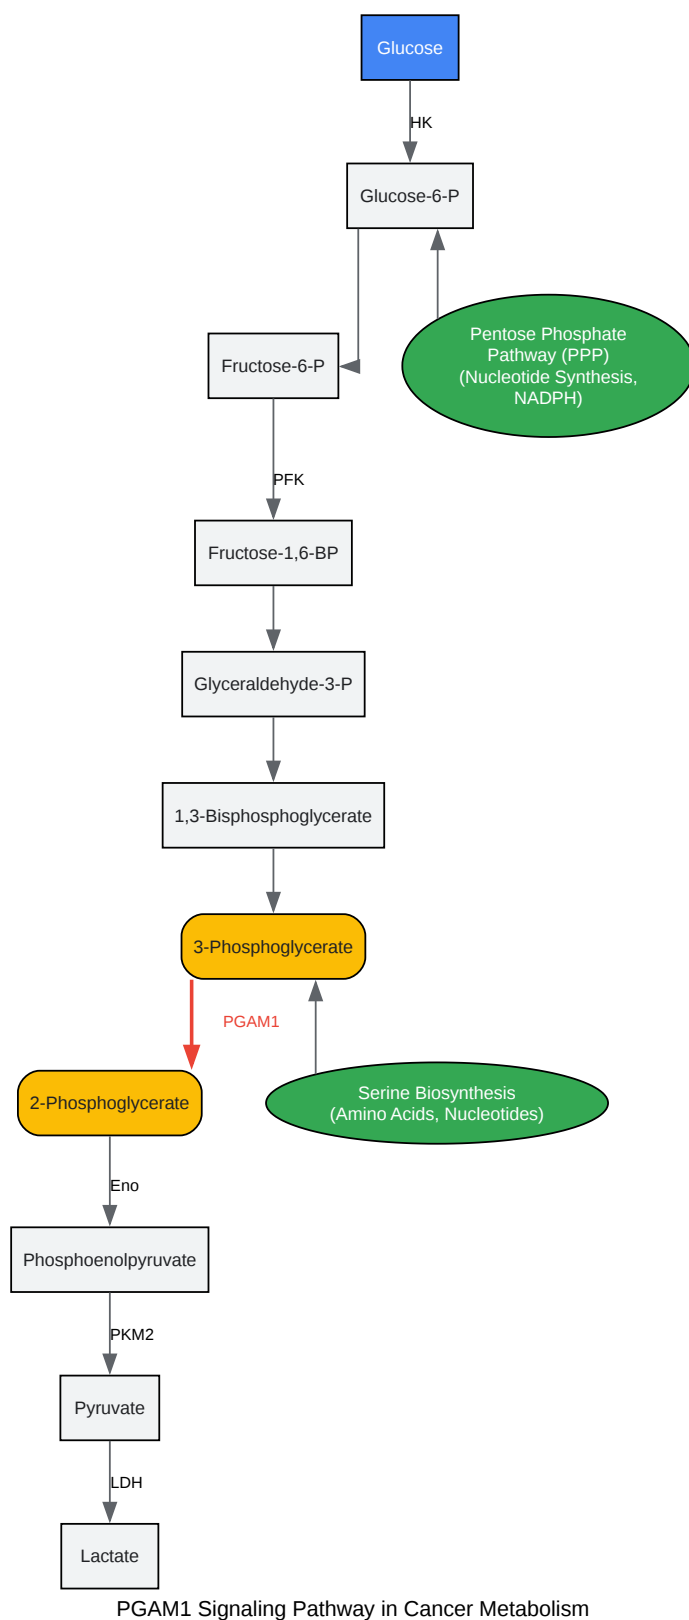 Glucose
HK
Glucose-6-P
Pentose Phosphate
Pathway (PPP)
(Nucleotide Synthesis,
NADPH)
Fructose-6-P
PFK
Fructose-1,6-BP
Glyceraldehyde-3-P
1,3-Bisphosphoglycerate
3-Phosphoglycerate
PGAM1
2-Phosphoglycerate
Serine Biosynthesis
(Amino Acids, Nucleotides)
Eno
Phosphoenolpyruvate
PKM2
Pyruvate
LDH
Lactate
PGAM1 Signaling Pathway in Cancer Metabolism